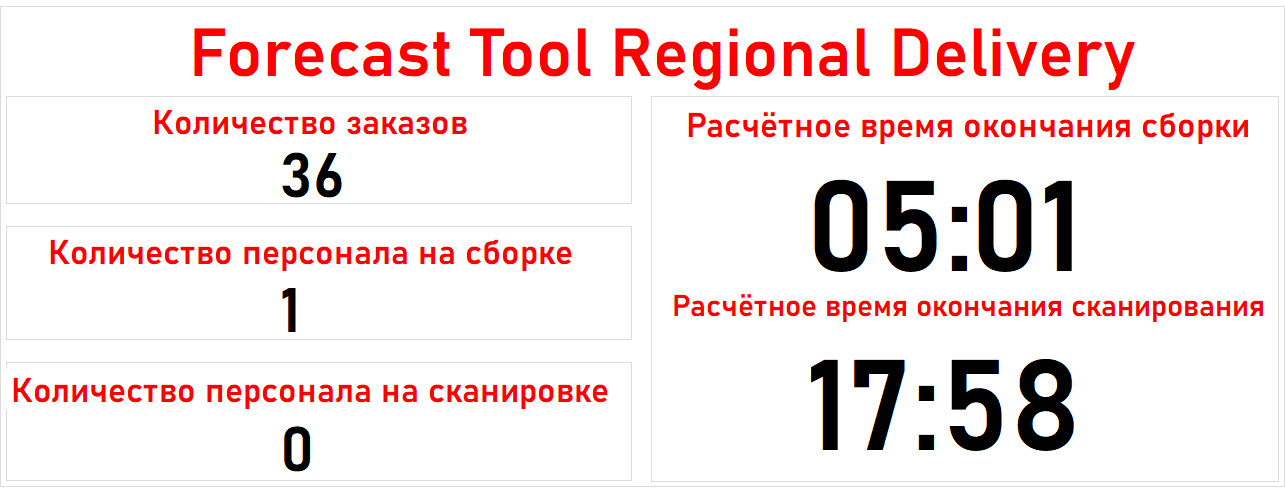 Forecast Tool Regional Delivery
Количество заказов
36
Количество персонала на сборке
1
Количество персонала на сканировке
0
Расчётное время окончания сборки
05:01
Расчётное время окончания сканирования
17:58